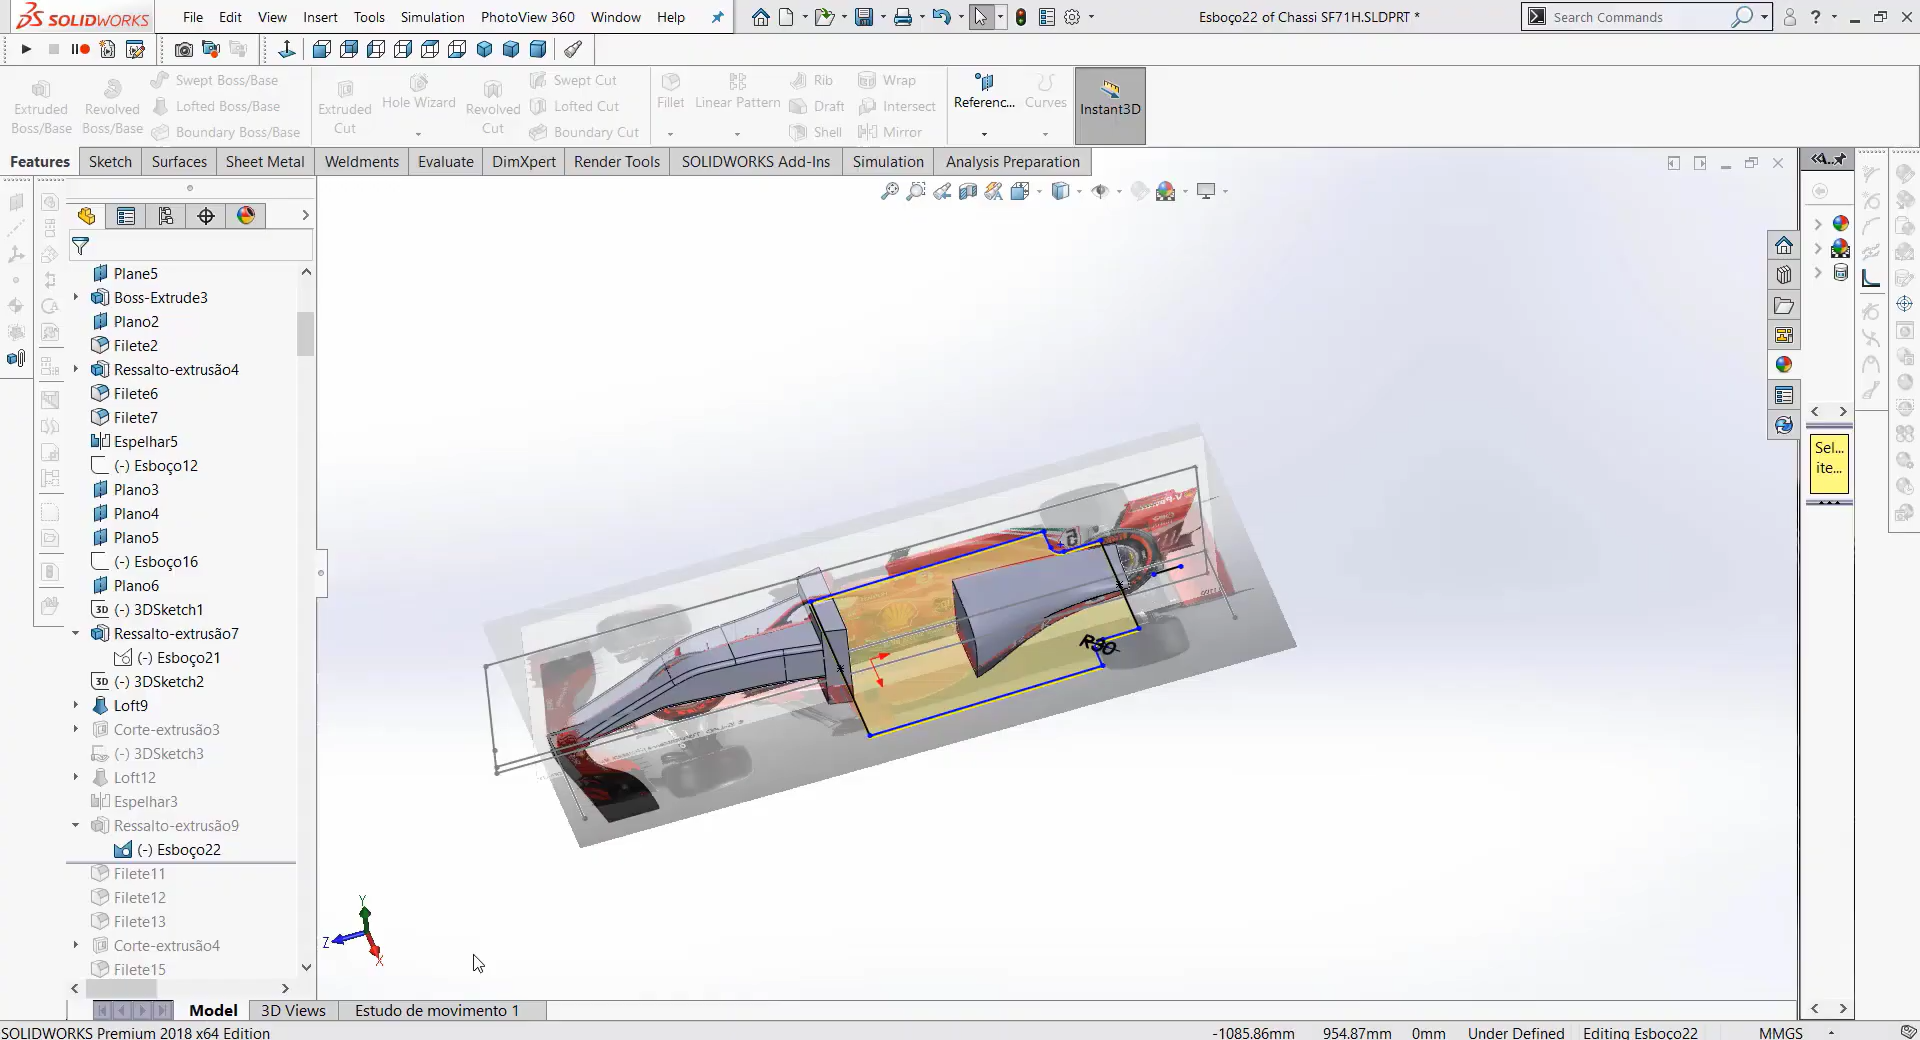 SOLIDWORKS
File Edit View Insert Tools Simulation PhotoView 360 Window Help
Esboço22 of Chassi SF71H.SLDPRT *
Search Commands
Extruded Boss/Base
Revolved Boss/Base
Swept Boss/Base
Lofted Boss/Base
Boundary Boss/Base
Extruded Cut
Hole Wizard
Revolved Cut
Swept Cut
Lofted Cut
Boundary Cut
Fillet
Linear Pattern
Rib
Draft
Shell
Wrap
Intersect
Mirror
Referenc...
Curves
Instant3D
Features Sketch Surfaces Sheet Metal Weldments Evaluate DimXpert Render Tools SOLIDWORKS Add-Ins Simulation Analysis Preparation
Plane5
Boss-Extrude3
Plano2
Filete2
Ressalto-extrusão4
Filete6
Filete7
Espelhar5
(-) Esboço12
Plano3
Plano4
Plano5
(-) Esboço16
Plano6
3D (-) 3DSketch1
Ressalto-extrusão7
(-) Esboço21
3D (-) 3DSketch2
Loft9
Corte-extrusão3
(-) 3DSketch3
Loft12
Espelhar3
Ressalto-extrusão9
(-) Esboço22
Filete11
Filete12
Filete13
Corte-extrusão4
Filete15
R30
5
Y
Z
X
Sel...
ite...
Model 3D Views Estudo de movimento 1
SOLIDWORKS Premium 2018 x64 Edition
-1085.86mm 954.87mm 0mm Under Defined Editing Esboço22 MMGS